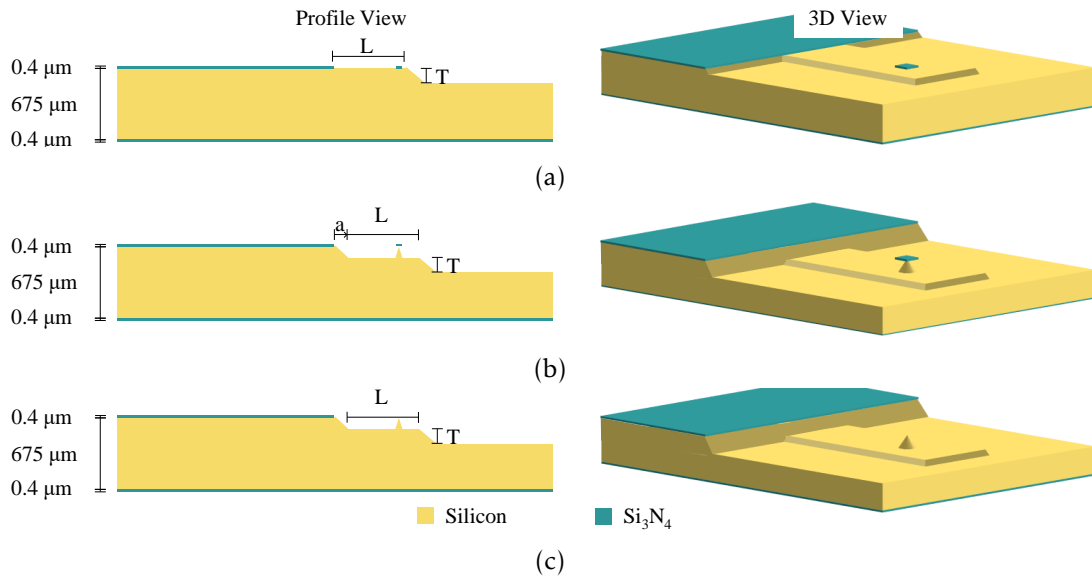 Profile View
3D View
L
0.4 μm
T
675 μm
0.4 μm
(a)
a
L
0.4 μm
T
675 μm
0.4 μm
(b)
L
0.4 μm
T
675 μm
0.4 μm
Silicon
Si₃N₄
(c)